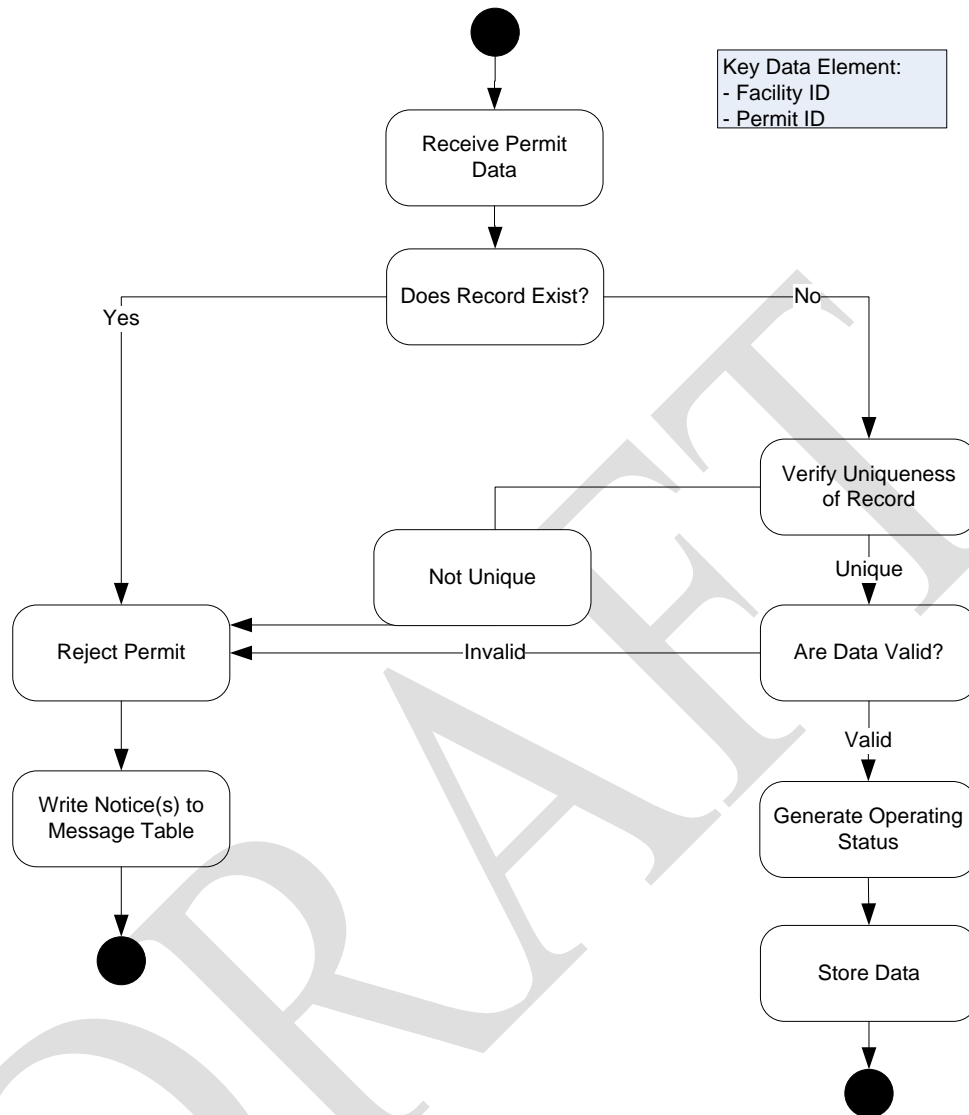 Key Data Element:
- Facility ID
- Permit ID
Receive Permit
Data
Does Record Exist?
Yes
No
Verify Uniqueness
of Record
Not Unique
Unique
Reject Permit
Invalid
Are Data Valid?
Valid
Write Notice(s) to
Message Table
Generate Operating
Status
Store Data
DRAFT